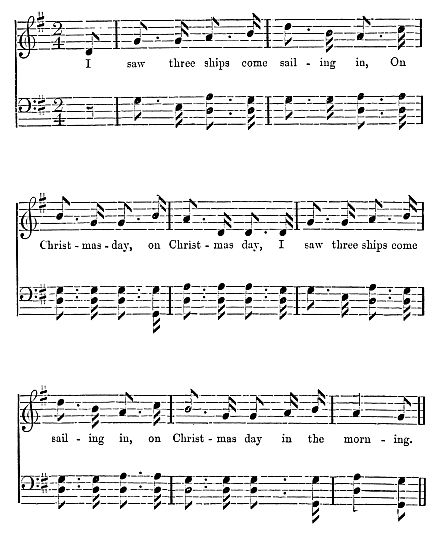 I saw three ships come sail - ing in, On
Christ - mas - day, on Christ - mas day, I saw three ships come
sail - ing in, on Christ - mas day in the morn - ing.